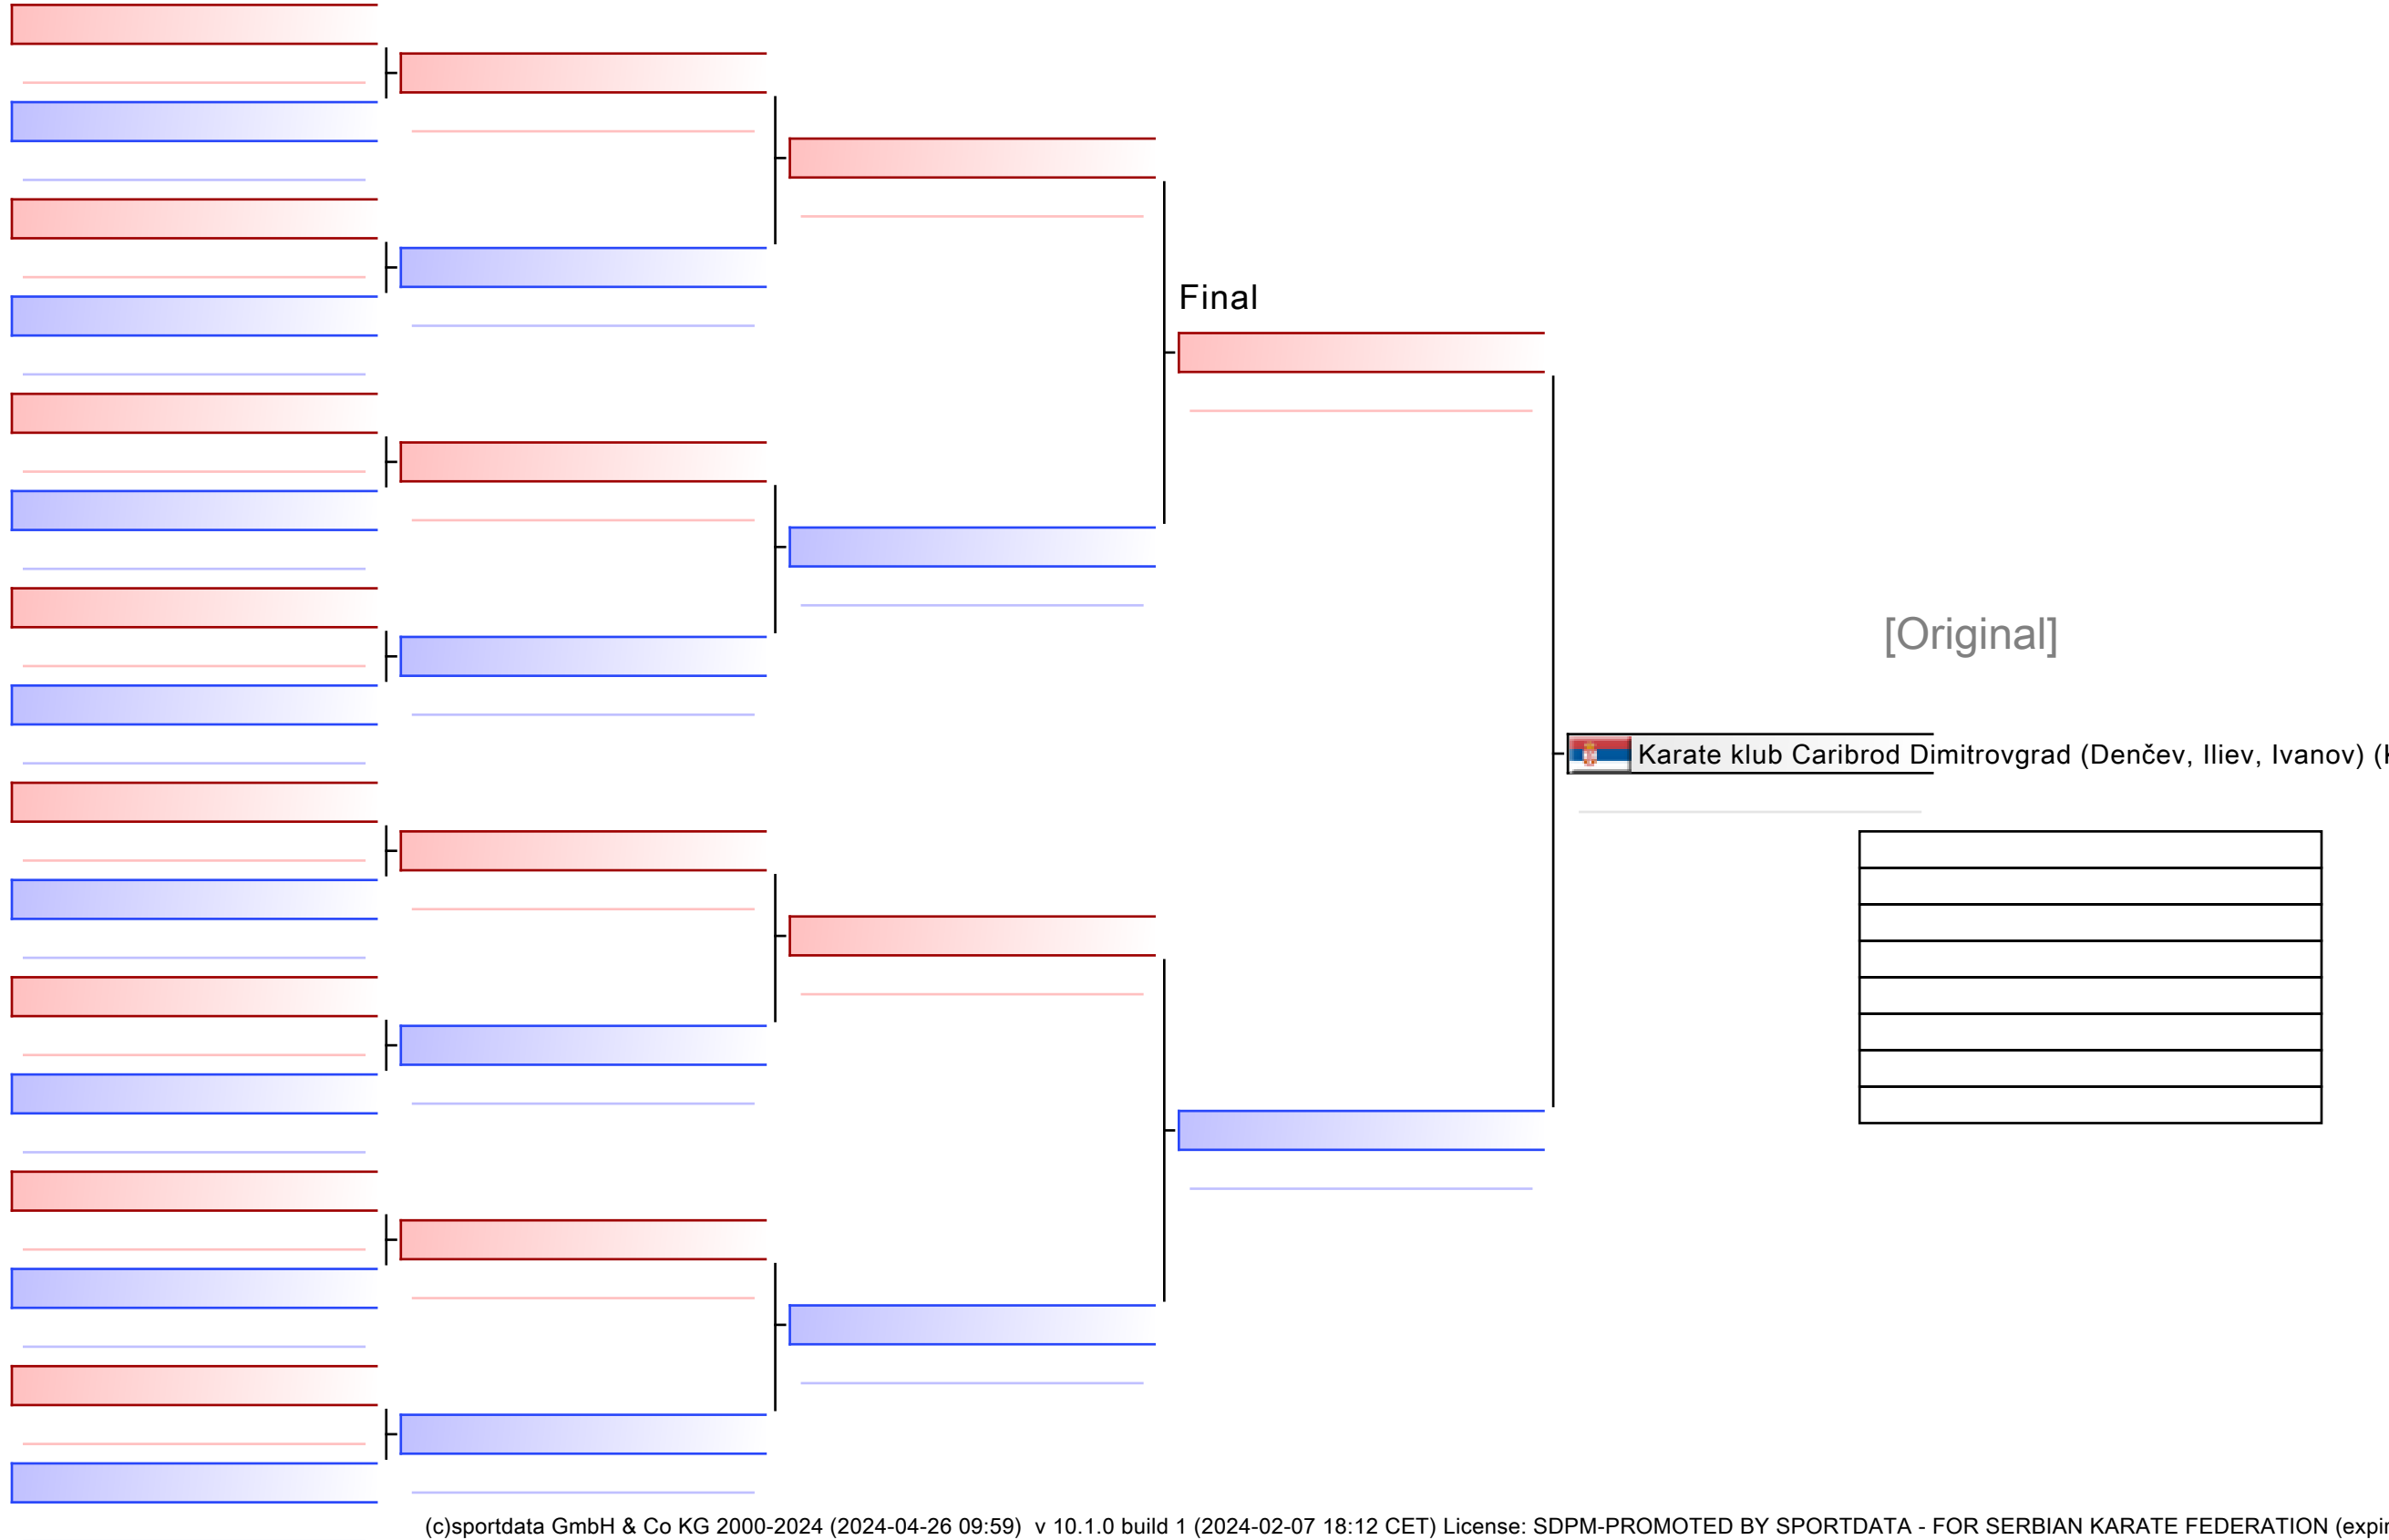 Final
[Original]
Karate klub Caribrod Dimitrovgrad (Denčev, Iliev, Ivanov) (
(c)sportdata GmbH & Co KG 2000-2024 (2024-04-26 09:59) v 10.1.0 build 1 (2024-02-07 18:12 CET) License: SDPM-PROMOTED BY SPORTDATA - FOR SERBIAN KARATE FEDERATION